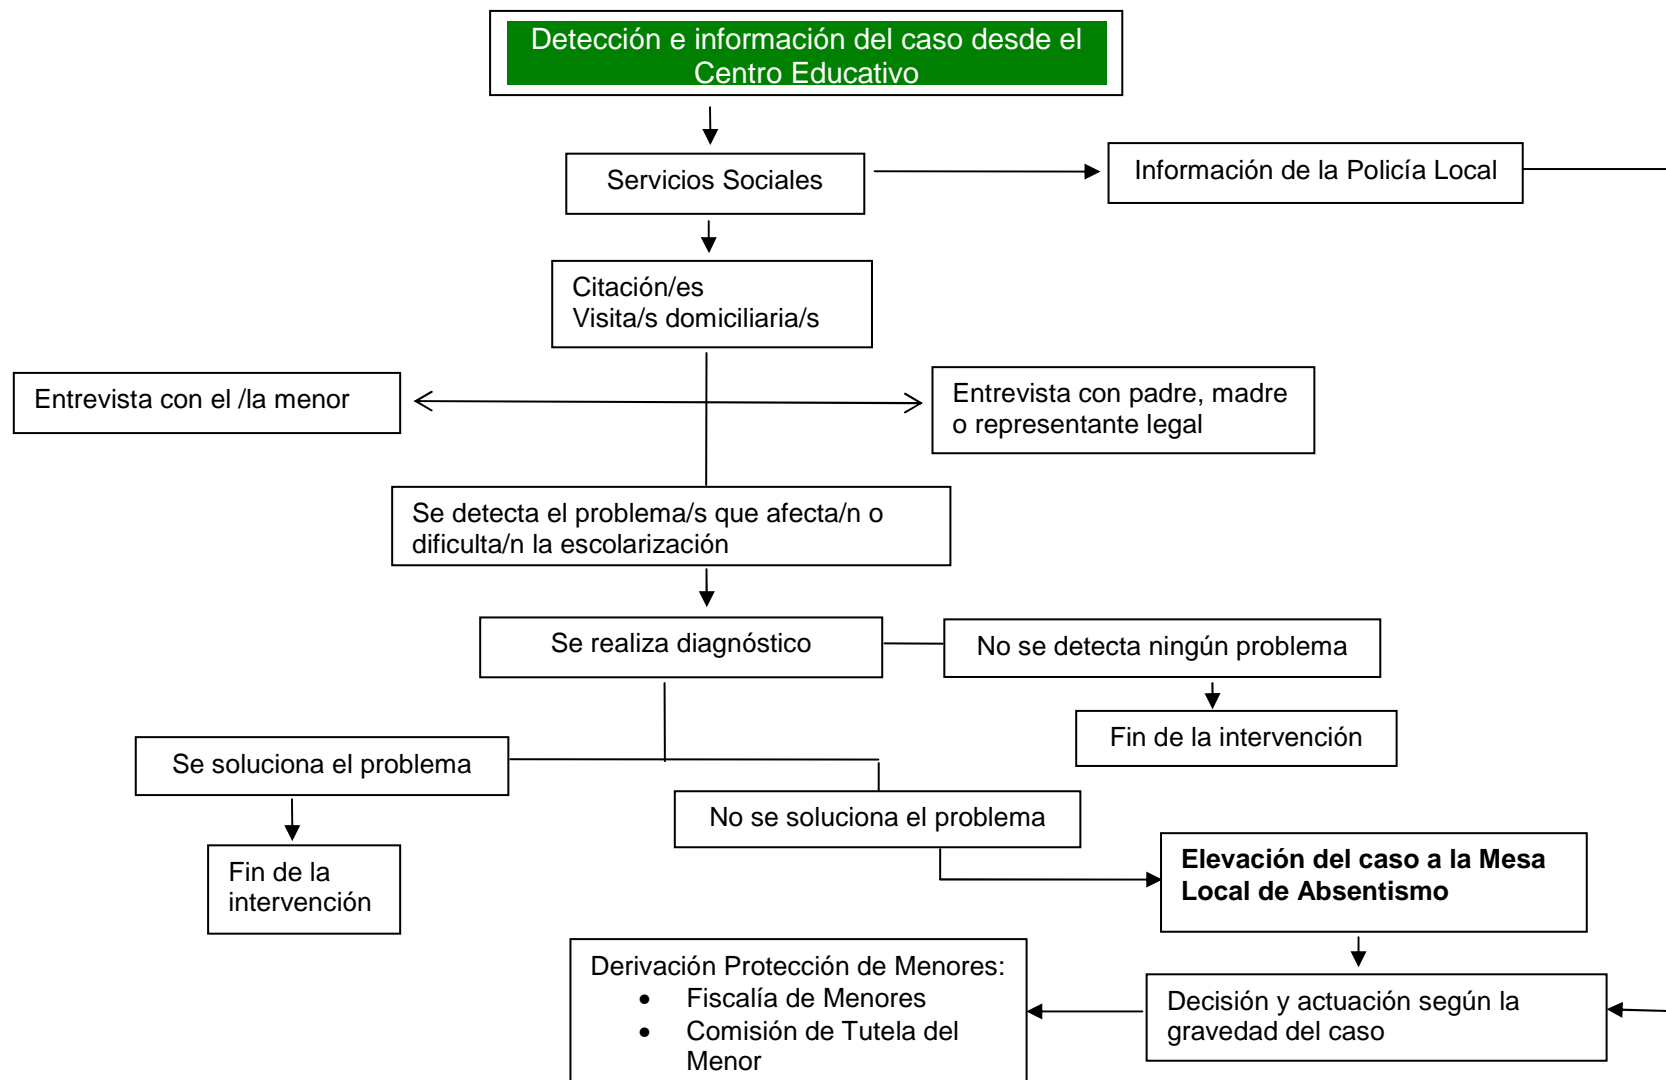 Detección e información del caso desde el
Centro Educativo
Servicios Sociales
Información de la Policía Local
Citación/es
Visita/s domiciliaria/s
Entrevista con el /la menor
Entrevista con padre, madre
o representante legal
Se detecta el problema/s que afecta/n o
dificulta/n la escolarización
Se realiza diagnóstico
No se detecta ningún problema
Fin de la intervención
Se soluciona el problema
No se soluciona el problema
Fin de la
intervención
Elevación del caso a la Mesa
Local de Absentismo
Derivación Protección de Menores:
• Fiscalía de Menores
• Comisión de Tutela del
Menor
Decisión y actuación según la
gravedad del caso